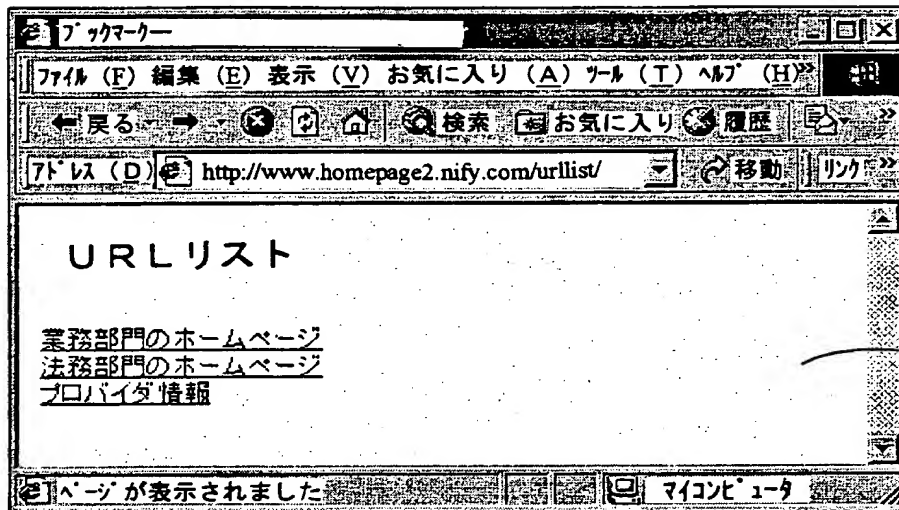 ブックマークー
ファイル (F) 編集 (E) 表示 (V) お気に入り (A) ツール (T) ヘルプ (H) »
戻る 検索 お気に入り 履歴 »
アドレス (D) http://www.homepage2.nify.com/urllist/ 移動 リンク »
URLリスト
業務部門のホームページ
法務部門のホームページ
プロバイダ情報
ページが表示されました マイコンピュータ